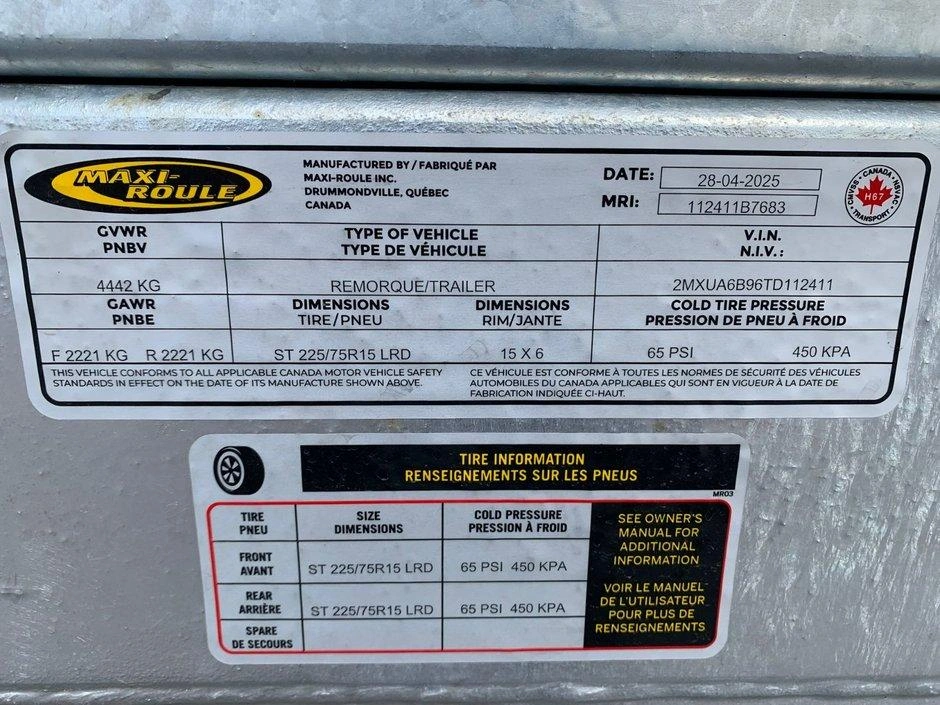 MAXI-ROULE
MANUFACTURED BY / FABRIQUÉ PAR
MAXI-ROULE INC.
DRUMMONDVILLE, QUÉBEC
CANADA
DATE: 28-04-2025
MRI: 112411B7683
CANADA
CMVSS NSVAC
H67
TRANSPORT
GVWR
PNBV
TYPE OF VEHICLE
TYPE DE VÉHICULE
V.I.N.
N.I.V.:
4442 KG REMORQUE/TRAILER 2MXUA6B96TD112411
GAWR
PNBE
DIMENSIONS
TIRE/PNEU
DIMENSIONS
RIM/JANTE
COLD TIRE PRESSURE
PRESSION DE PNEU À FROID
F 2221 KG R 2221 KG ST 225/75R15 LRD 15 X 6 65 PSI 450 KPA
THIS VEHICLE CONFORMS TO ALL APPLICABLE CANADA MOTOR VEHICLE SAFETY
STANDARDS IN EFFECT ON THE DATE OF ITS MANUFACTURE SHOWN ABOVE.
CE VÉHICULE EST CONFORME À TOUTES LES NORMES DE SÉCURITÉ DES VÉHICULES
AUTOMOBILES DU CANADA APPLICABLES QUI SONT EN VIGUEUR À LA DATE DE
FABRICATION INDIQUÉE CI-HAUT.
TIRE INFORMATION
RENSEIGNEMENTS SUR LES PNEUS
MR03
TIRE
PNEU
SIZE
DIMENSIONS
COLD PRESSURE
PRESSION À FROID
FRONT
AVANT
ST 225/75R15 LRD 65 PSI 450 KPA
REAR
ARRIÈRE
ST 225/75R15 LRD 65 PSI 450 KPA
SPARE
DE SECOURS
SEE OWNER'S
MANUAL FOR
ADDITIONAL
INFORMATION
VOIR LE MANUEL
DE L'UTILISATEUR
POUR PLUS DE
RENSEIGNEMENTS